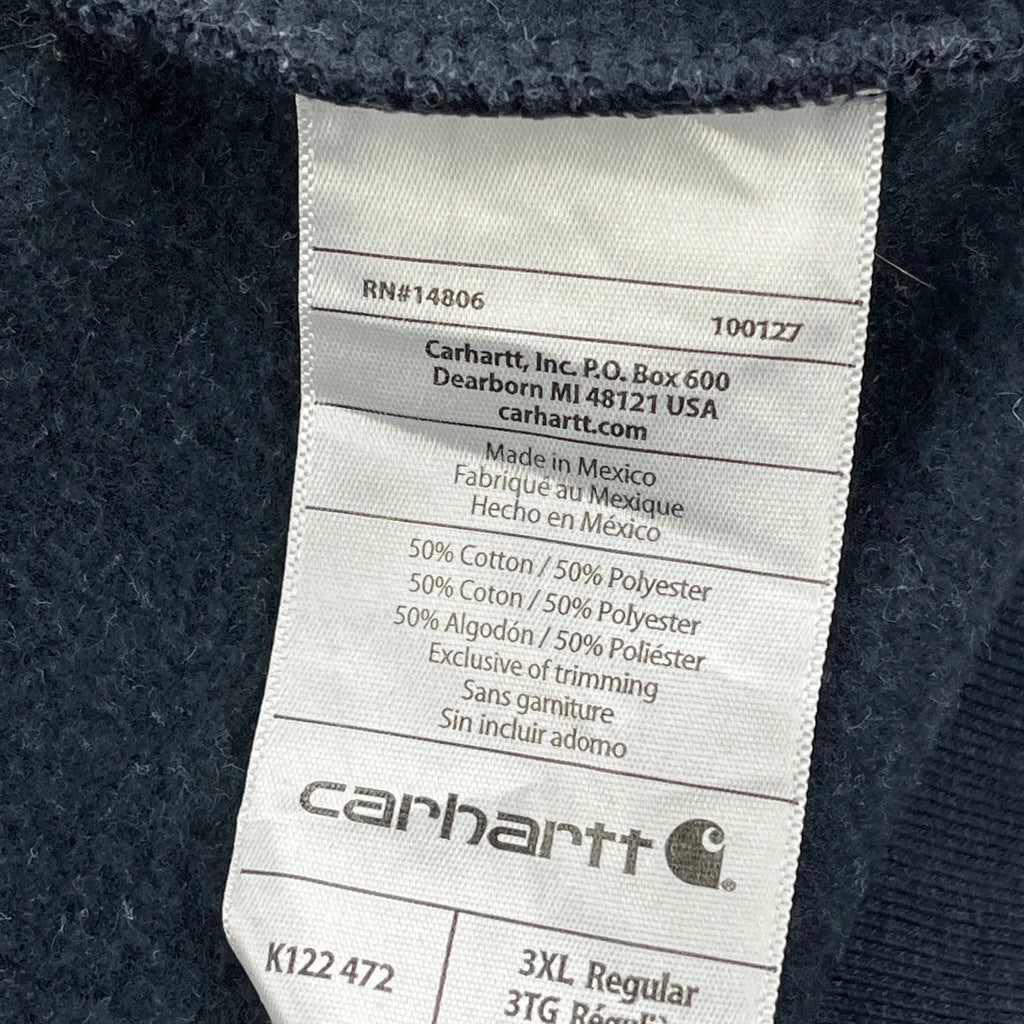 RN#14806
100127
Carhartt, Inc. P.O. Box 600
Dearborn MI 48121 USA
carhartt.com
Made in Mexico
Fabriqué au Mexique
Hecho en México
50% Cotton / 50% Polyester
50% Coton / 50% Polyester
50% Algodón / 50% Poliéster
Exclusive of trimming
Sans garniture
Sin incluir adorno
carhartt
K122 472
3XL Regular
3TG